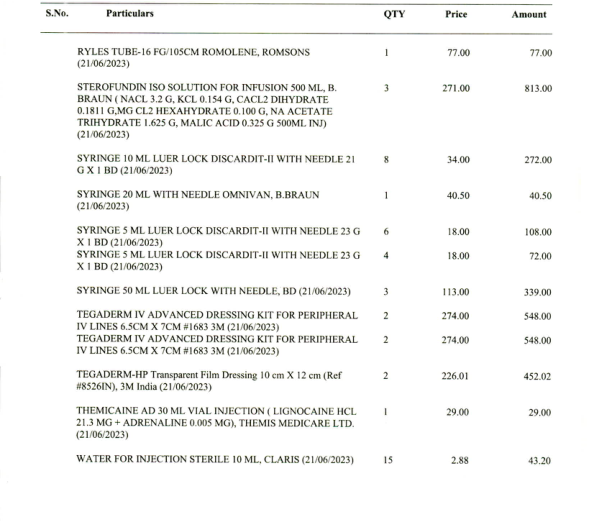 S.No. Particulars QTY Price Amount
RYLES TUBE-16 FG/105CM ROMOLENE, ROMSONS 1 77.00 77.00
(21/06/2023)
STEROFUNDIN ISO SOLUTION FOR INFUSION 500 ML, B. 3 271.00 813.00
BRAUN ( NACL 3.2 G, KCL 0.154 G, CACL2 DIHYDRATE
0.1811 G,MG CL2 HEXAHYDRATE 0.100 G, NA ACETATE
TRIHYDRATE 1.625 G, MALIC ACID 0.325 G 500ML INJ)
(21/06/2023)
SYRINGE 10 ML LUER LOCK DISCARDIT-II WITH NEEDLE 21 8 34.00 272.00
G X 1 BD (21/06/2023)
SYRINGE 20 ML WITH NEEDLE OMNIVAN, B.BRAUN 1 40.50 40.50
(21/06/2023)
SYRINGE 5 ML LUER LOCK DISCARDIT-II WITH NEEDLE 23 G 6 18.00 108.00
X 1 BD (21/06/2023)
SYRINGE 5 ML LUER LOCK DISCARDIT-II WITH NEEDLE 23 G 4 18.00 72.00
X 1 BD (21/06/2023)
SYRINGE 50 ML LUER LOCK WITH NEEDLE, BD (21/06/2023) 3 113.00 339.00
TEGADERM IV ADVANCED DRESSING KIT FOR PERIPHERAL 2 274.00 548.00
IV LINES 6.5CM X 7CM #1683 3M (21/06/2023)
TEGADERM IV ADVANCED DRESSING KIT FOR PERIPHERAL 2 274.00 548.00
IV LINES 6.5CM X 7CM #1683 3M (21/06/2023)
TEGADERM-HP Transparent Film Dressing 10 cm X 12 cm (Ref 2 226.01 452.02
#8526IN), 3M India (21/06/2023)
THEMICAINE AD 30 ML VIAL INJECTION ( LIGNOCAINE HCL 1 29.00 29.00
21.3 MG + ADRENALINE 0.005 MG), THEMIS MEDICARE LTD.
(21/06/2023)
WATER FOR INJECTION STERILE 10 ML, CLARIS (21/06/2023) 15 2.88 43.20